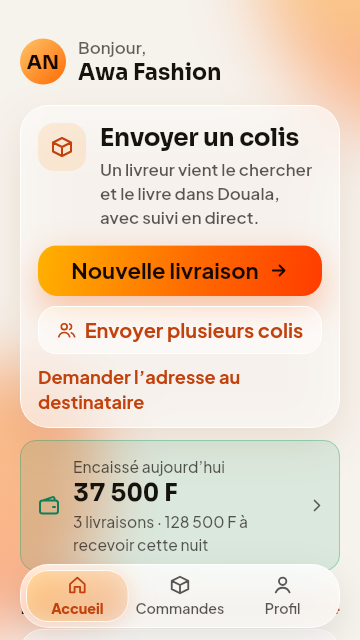 AN
Bonjour,
Awa Fashion
Envoyer un colis
Un livreur vient le chercher
et le livre dans Douala,
avec suivi en direct.
Nouvelle livraison →
Envoyer plusieurs colis
Demander l’adresse au
destinataire
Encaissé aujourd’hui
37 500 F
3 livraisons · 128 500 F à
recevoir cette nuit
Accueil
Commandes
Profil